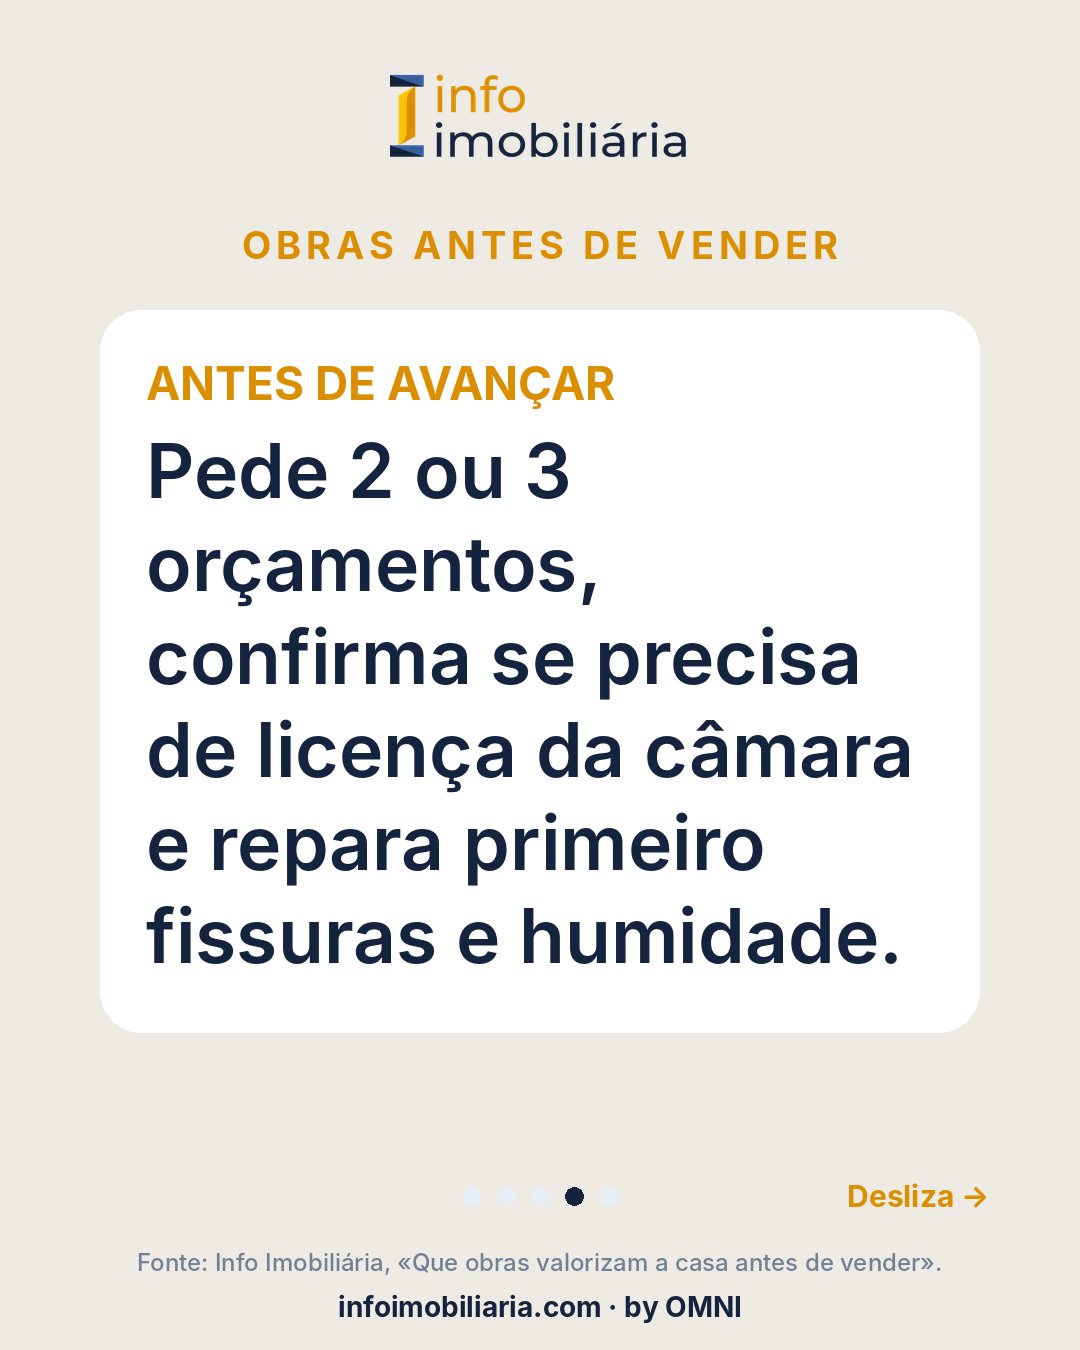 info
imobiliária
OBRAS ANTES DE VENDER
ANTES DE AVANÇAR
Pede 2 ou 3
orçamentos,
confirma se precisa
de licença da câmara
e repara primeiro
fissuras e humidade.
Desliza →
Fonte: Info Imobiliária, «Que obras valorizam a casa antes de vender».
infoimobiliaria.com · by OMNI